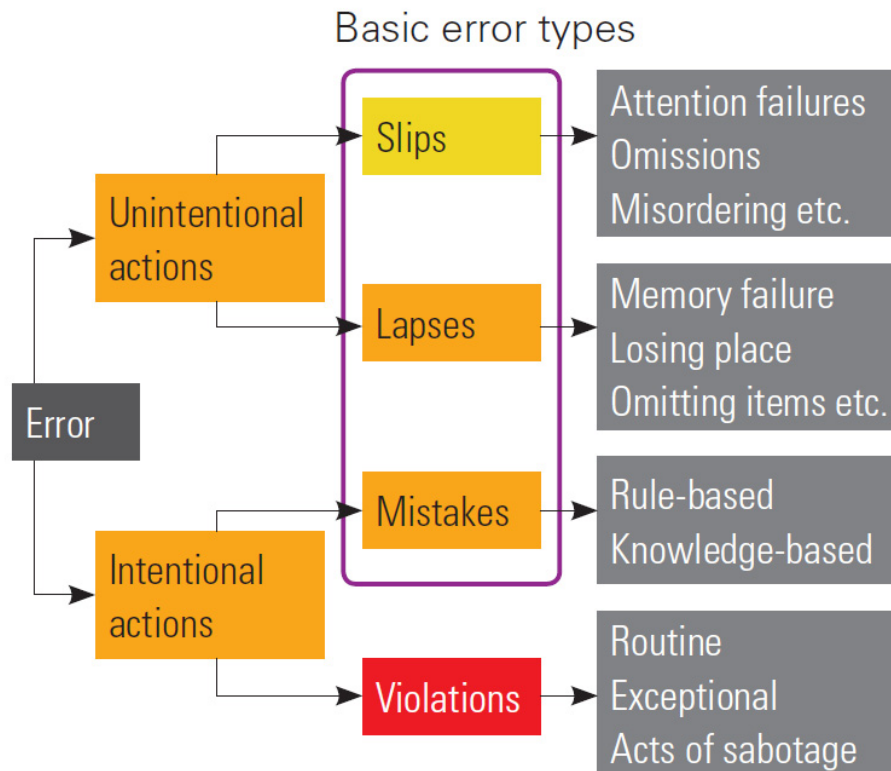 Basic error types
Slips
Attention failures
Omissions
Misordering etc.
Unintentional
actions
Lapses
Memory failure
Losing place
Omitting items etc.
Error
Mistakes
Rule-based
Knowledge-based
Intentional
actions
Violations
Routine
Exceptional
Acts of sabotage